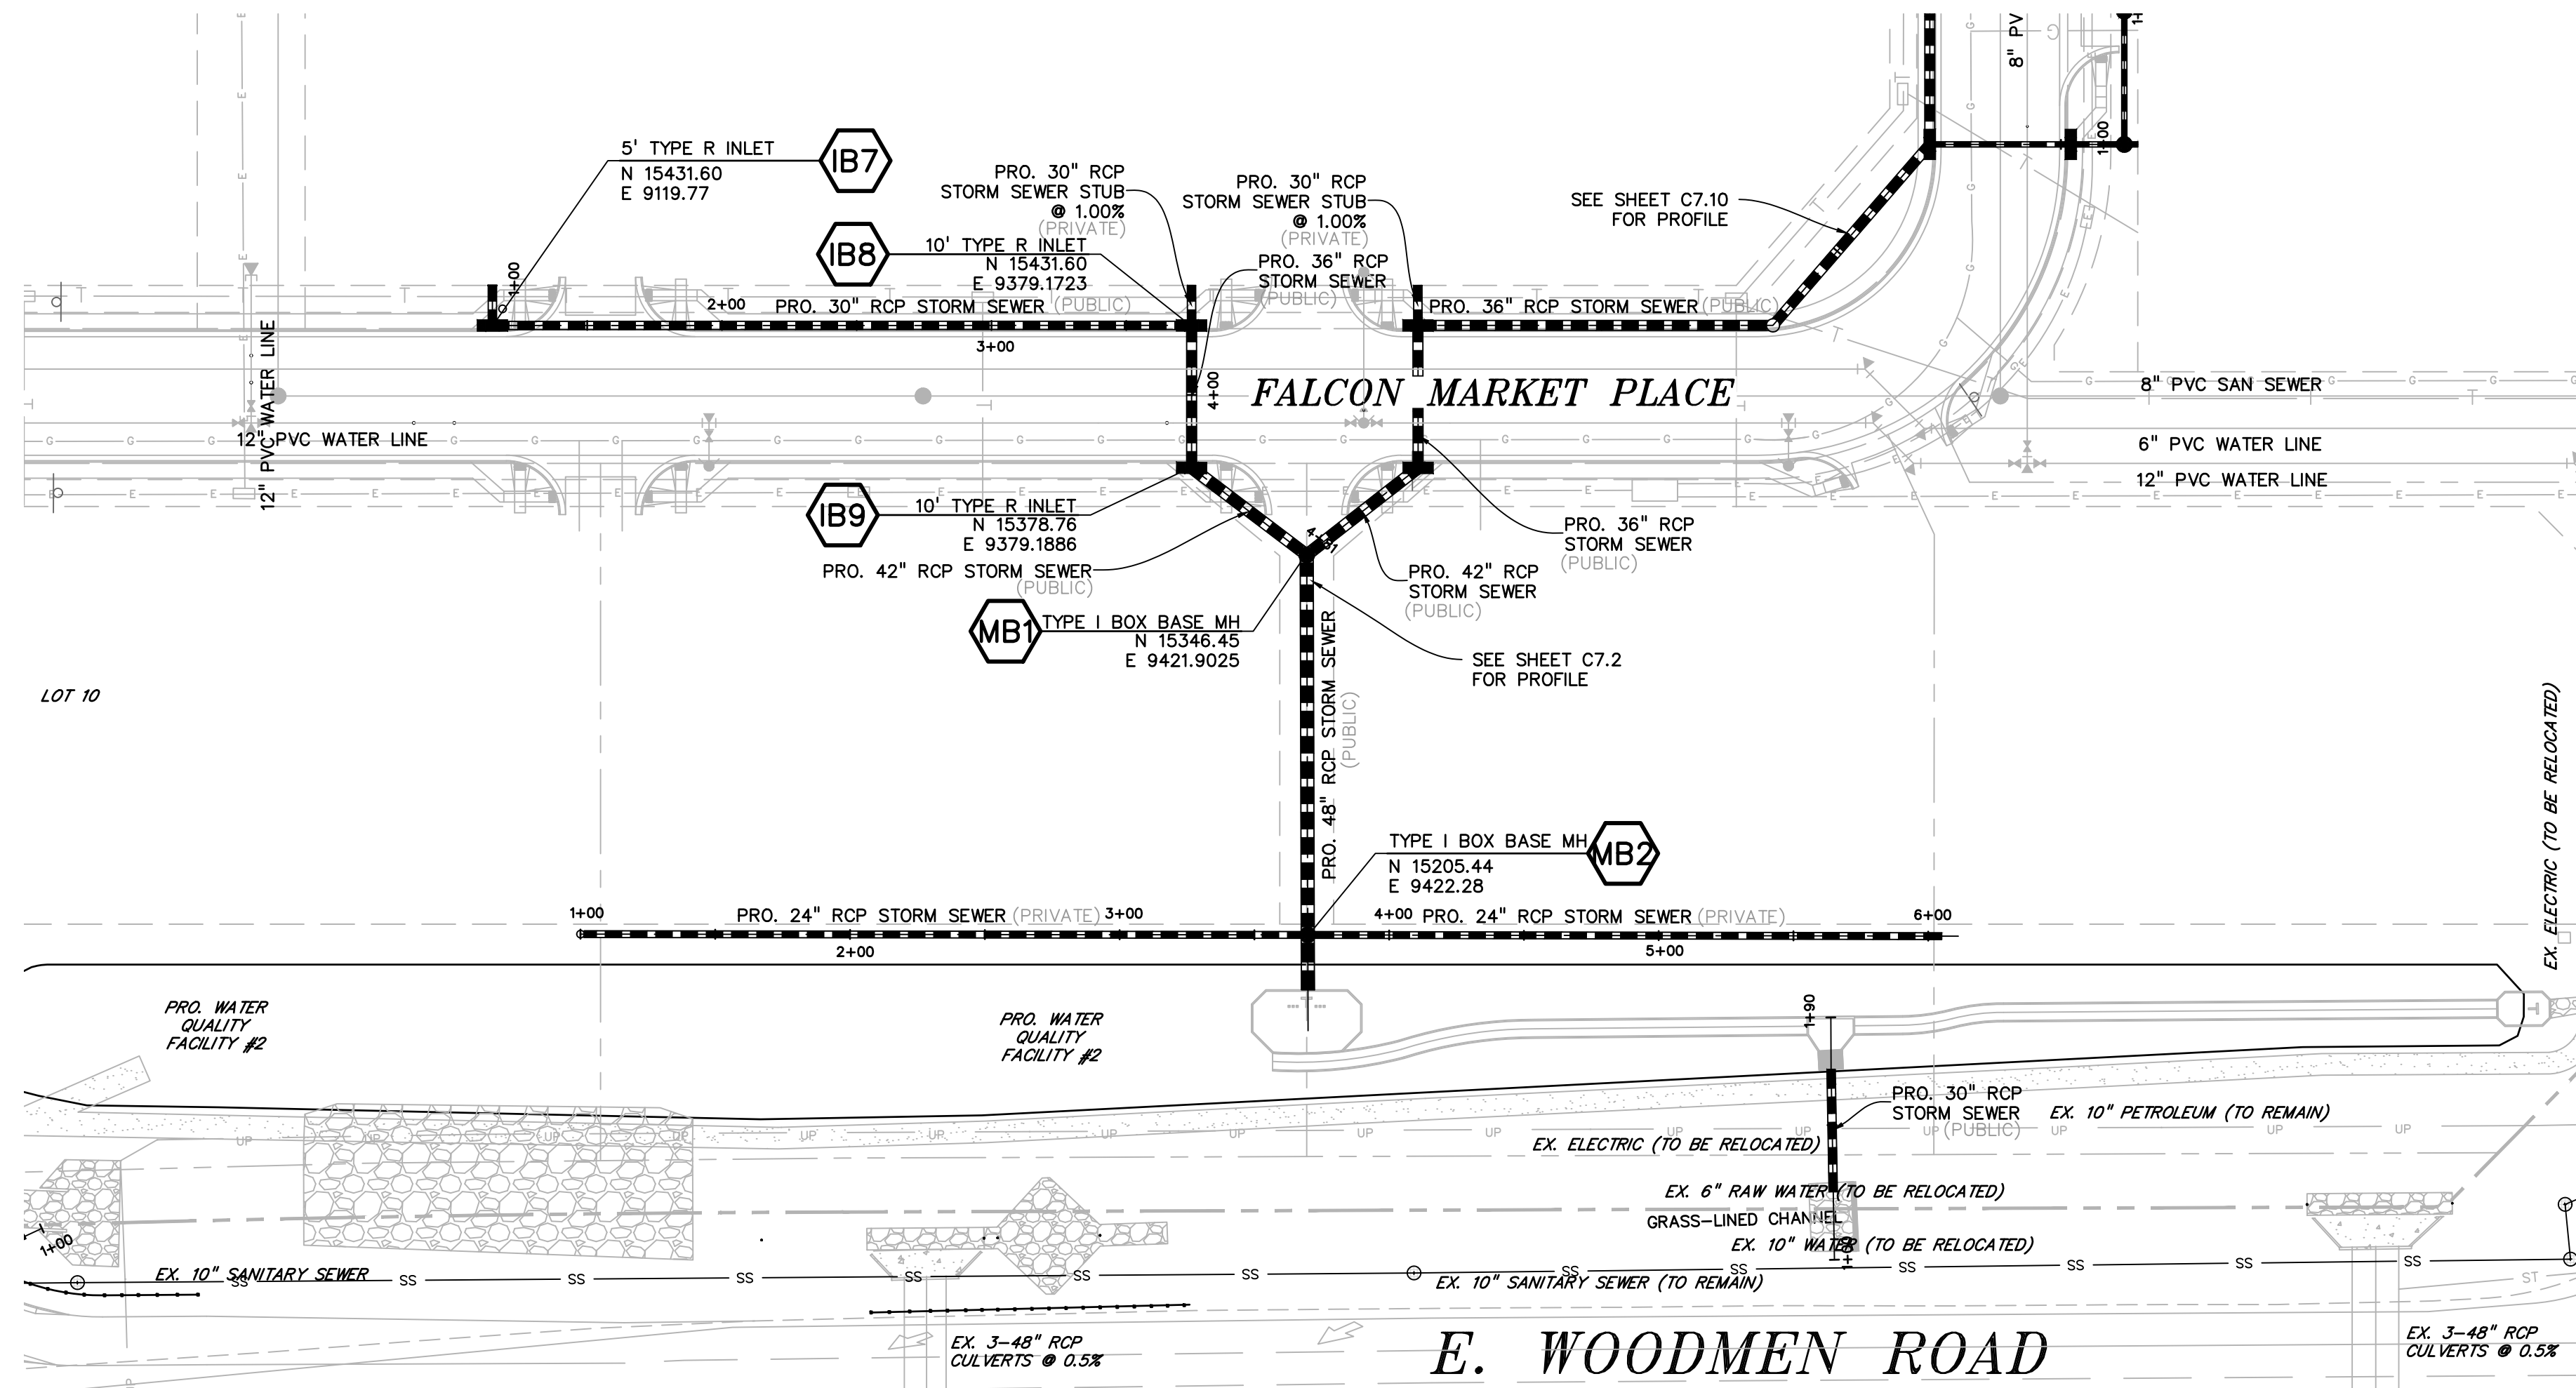 8" PV
5' TYPE R INLET
N 15431.60
E 9119.77
IB7
1+00
PRO. 30" RCP
STORM SEWER STUB
@ 1.00%
(PRIVATE)
PRO. 30" RCP
STORM SEWER STUB
@ 1.00%
(PRIVATE)
SEE SHEET C7.10
FOR PROFILE
1+00
IB8
10' TYPE R INLET
N 15431.60
E 9379.1723
PRO. 36" RCP
STORM SEWER
(PUBLIC)
2+00
PRO. 30" RCP STORM SEWER (PUBLIC)
3+00
PRO. 36" RCP STORM SEWER (PUBLIC)
4+00
FALCON MARKET PLACE
8" PVC SAN SEWER
12" PVC WATER LINE
12" PVC WATER LINE
6" PVC WATER LINE
12" PVC WATER LINE
IB9
10' TYPE R INLET
N 15378.76
E 9379.1886
PRO. 42" RCP STORM SEWER
(PUBLIC)
PRO. 36" RCP
STORM SEWER
(PUBLIC)
PRO. 42" RCP
STORM SEWER
(PUBLIC)
MB1
TYPE I BOX BASE MH
N 15346.45
E 9421.9025
SEE SHEET C7.2
FOR PROFILE
PRO. 48" RCP STORM SEWER
(PUBLIC)
LOT 10
EX. ELECTRIC (TO BE RELOCATED)
TYPE I BOX BASE MH
N 15205.44
E 9422.28
MB2
1+00
PRO. 24" RCP STORM SEWER (PRIVATE)
3+00
4+00
PRO. 24" RCP STORM SEWER (PRIVATE)
6+00
2+00
5+00
PRO. WATER
QUALITY
FACILITY #2
PRO. WATER
QUALITY
FACILITY #2
1+90
PRO. 30" RCP
STORM SEWER
(PUBLIC)
EX. 10" PETROLEUM (TO REMAIN)
EX. ELECTRIC (TO BE RELOCATED)
EX. 6" RAW WATER (TO BE RELOCATED)
GRASS-LINED CHANNEL
EX. 10" WATER (TO BE RELOCATED)
1+00
1+00
EX. 10" SANITARY SEWER
EX. 10" SANITARY SEWER (TO REMAIN)
ST
EX. 3-48" RCP
CULVERTS @ 0.5%
E. WOODMEN ROAD
EX. 3-48" RCP
CULVERTS @ 0.5%